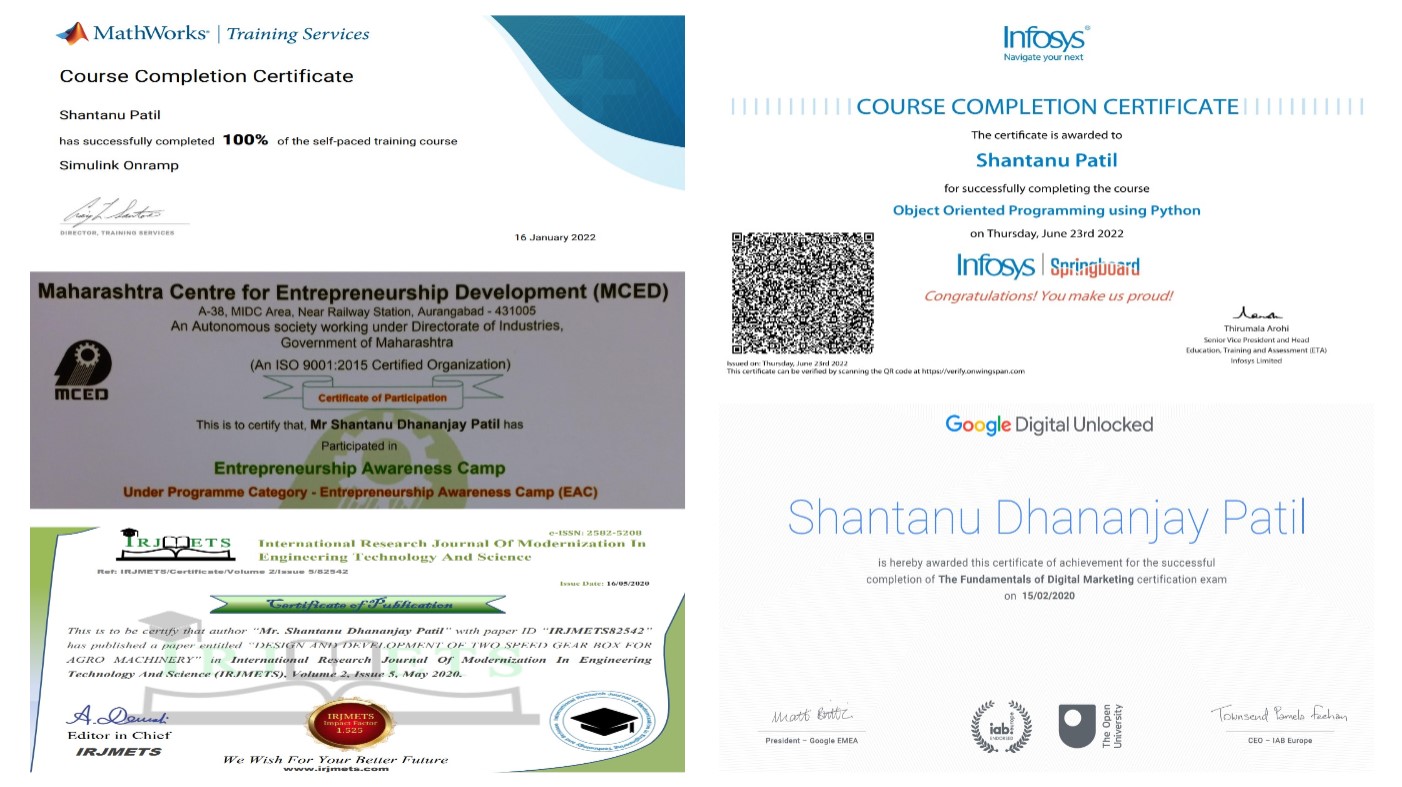 MathWorks® | Training Services
Course Completion Certificate
Shantanu Patil
has successfully completed 100% of the self-paced training course
Simulink Onramp
DIRECTOR, TRAINING SERVICES
16 January 2022
Maharashtra Centre for Entrepreneurship Development (MCED)
A-38, MIDC Area, Near Railway Station, Aurangabad - 431005
An Autonomous society working under Directorate of Industries,
Government of Maharashtra
(An ISO 9001:2015 Certified Organization)
MCED
Certificate of Participation
This is to certify that, Mr Shantanu Dhananjay Patil has
Participated in
Entrepreneurship Awareness Camp
Under Programme Category - Entrepreneurship Awareness Camp (EAC)
IRJMETS
e-ISSN: 2582-5208
International Research Journal Of Modernization In
Engineering Technology And Science
Ref: IRJMETS/Certificate/Volume 2/Issue 5/82542
Issue Date: 16/05/2020
Certificate of Publication
This is to be certify that author “Mr. Shantanu Dhananjay Patil” with paper ID “IRJMETS82542”
has published a paper entitled “DESIGN AND DEVELOPMENT OF TWO SPEED GEAR BOX FOR
AGRO MACHINERY” in International Research Journal Of Modernization In Engineering
Technology And Science (IRJMETS), Volume 2, Issue 5, May 2020.
IRJMETS
Editor in Chief
IRJMETS
IRJMETS
Impact Factor
1.525
We Wish For Your Better Future
www.irjmets.com
Infosys®
Navigate your next
COURSE COMPLETION CERTIFICATE
The certificate is awarded to
Shantanu Patil
for successfully completing the course
Object Oriented Programming using Python
on Thursday, June 23rd 2022
Infosys | Springboard
Congratulations! You make us proud!
Thirumala Arohi
Senior Vice President and Head
Education, Training and Assessment (ETA)
Infosys Limited
Issued on: Thursday, June 23rd 2022
This certificate can be verified by scanning the QR code at https://verify.onwingspan.com
Google Digital Unlocked
Shantanu Dhananjay Patil
is hereby awarded this certificate of achievement for the successful
completion of The Fundamentals of Digital Marketing certification exam
on 15/02/2020
President – Google EMEA
iab europe
ENDORSED
The Open
University
CEO – IAB Europe